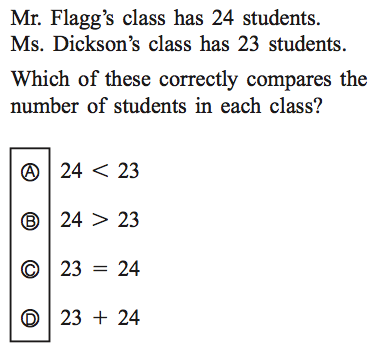 Mr. Flagg’s class has 24 students.
Ms. Dickson’s class has 23 students.
Which of these correctly compares the
number of students in each class?
Ⓐ 24 < 23
Ⓑ 24 > 23
Ⓒ 23 = 24
Ⓓ 23 + 24